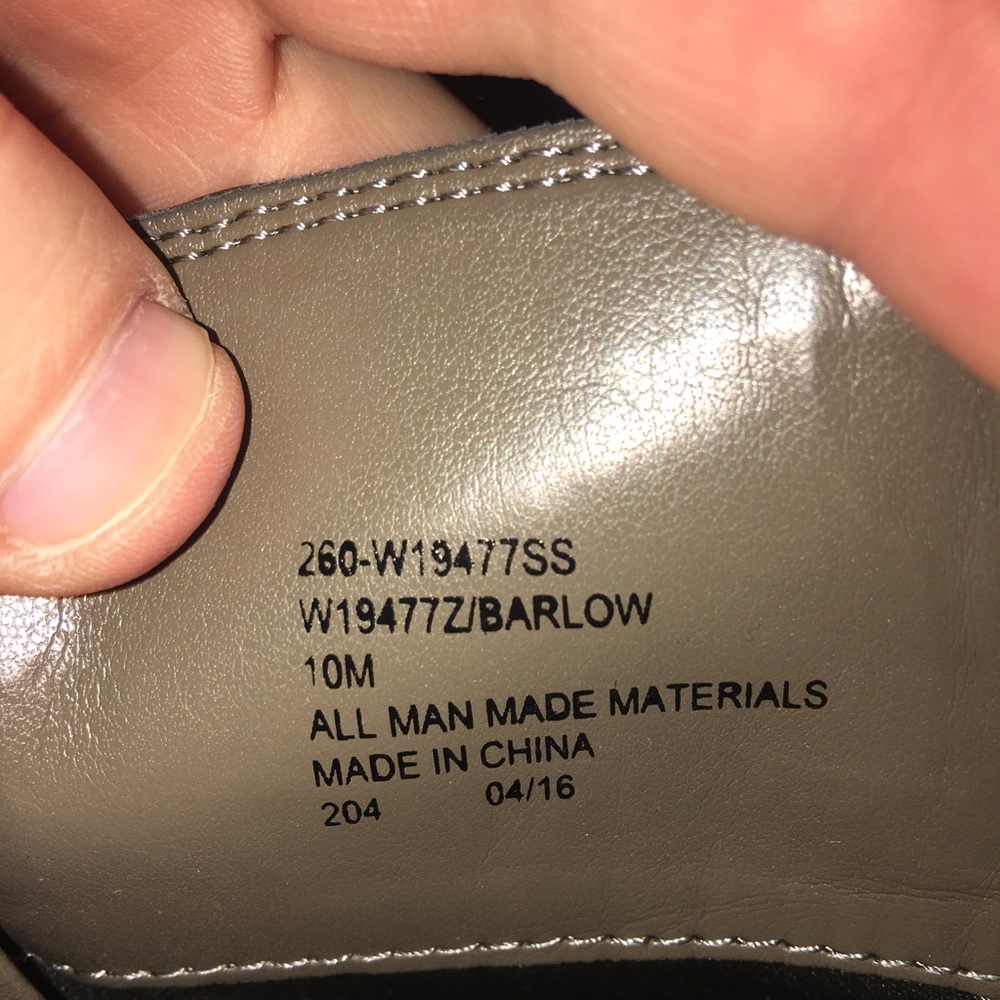 260-W19477SS
W19477Z/BARLOW
10M
ALL MAN MADE MATERIALS
MADE IN CHINA
204 04/16